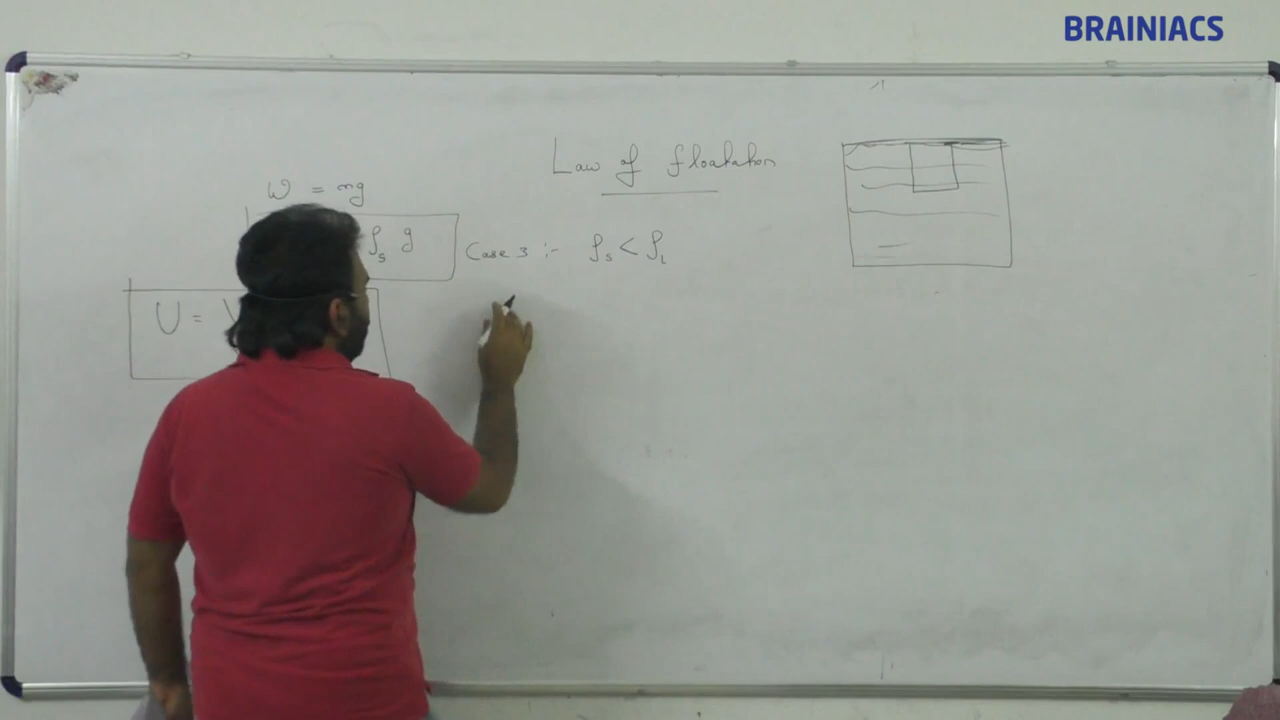 BRAINIACS
Law of floatation
W = mg
ρs g
Case 3 :- ρs < ρL
U = V